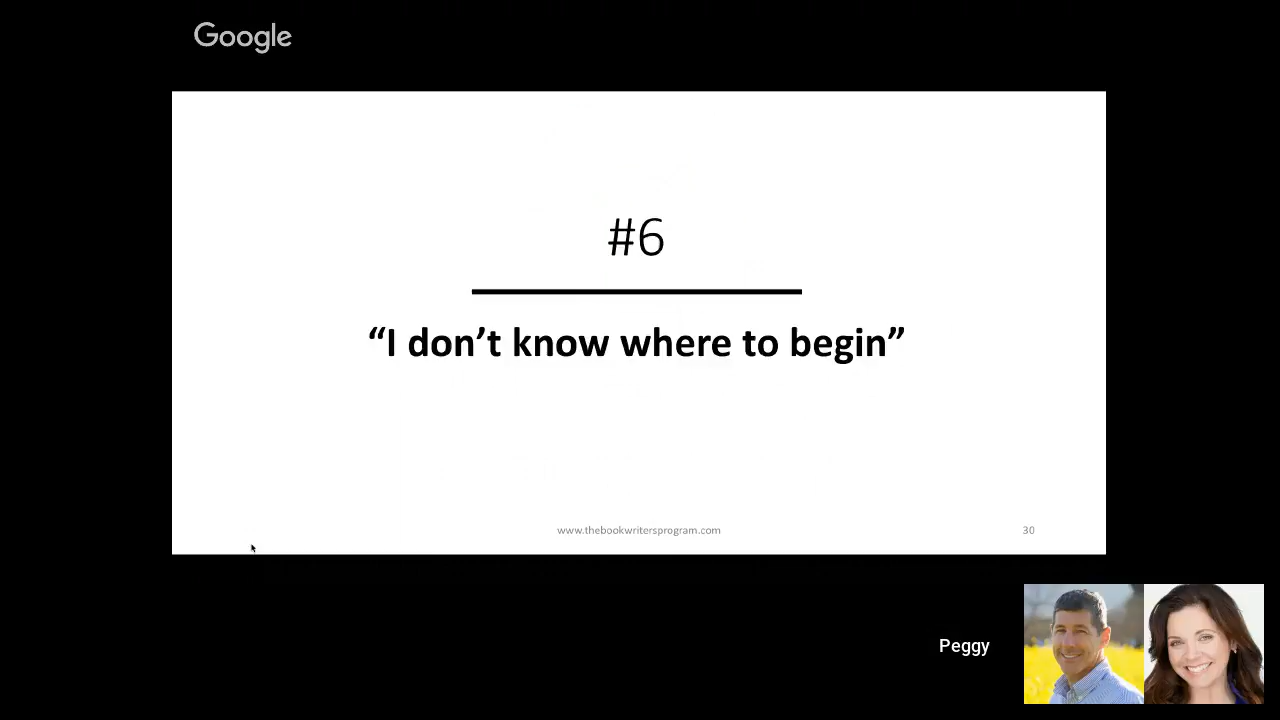 Google
#6
“I don’t know where to begin”
www.thebookwritersprogram.com
30
Peggy